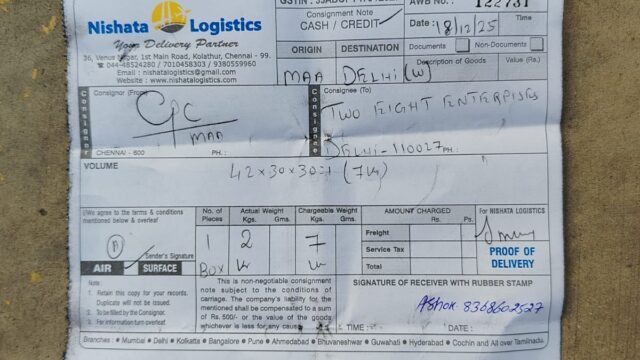 Nishata Logistics
Your Delivery Partner
36, Venus Nagar, 1st Main Road, Kolathur, Chennai - 99.
☎ 044-48524280 / 7010458303 / 9380559960
Email : nishatalogistics@gmail.com
Website : www.nishatalogistics.com
Consignment Note
CASH / CREDIT
AWB No. : 122731
Date : 18/12/25 Time
ORIGIN DESTINATION Documents Non-Documents
MAA DELHI (W) Description of Goods Value (Rs.)
Consignor Consignor (From)
CPC
MAA
CHENNAI - 600 PH. :
Consignee Consignee (To)
TWO EIGHT ENTERPISES
DELHI - 110027 PH :
VOLUME
42 x 30 x 30 = 1 (7 K)
We agree to the terms & conditions
mentioned below & overleaf
Sender's Signature
AIR SURFACE
No. of Pieces Actual Weight Kgs. Gms. Chargeable Weight Kgs. Gms.
1 2 7
BOX
AMOUNT CHARGED Rs. Ps.
Freight
Service Tax
Total
For NISHATA LOGISTICS
PROOF OF
DELIVERY
Note :
1. Retain this copy for your records.
Duplicate will not be issued.
2. To be filled by the Consignor.
3. For information turn overleaf.
This is non-negotiable consignment
note subject to the conditions of
carriage. The company's liability for the
mentioned shall be compensated to a sum
of Rs. 500/- or the value of the goods
whichever is less for any cause
SIGNATURE OF RECEIVER WITH RUBBER STAMP
Ashok - 8368602527
TIME : DATE :
Branches : • Mumbai • Delhi • Kolkatta • Bangalore • Pune • Ahmedabad • Bhuvaneshwar • Guwahati • Hyderabad • Cochin and All over Tamilnadu.